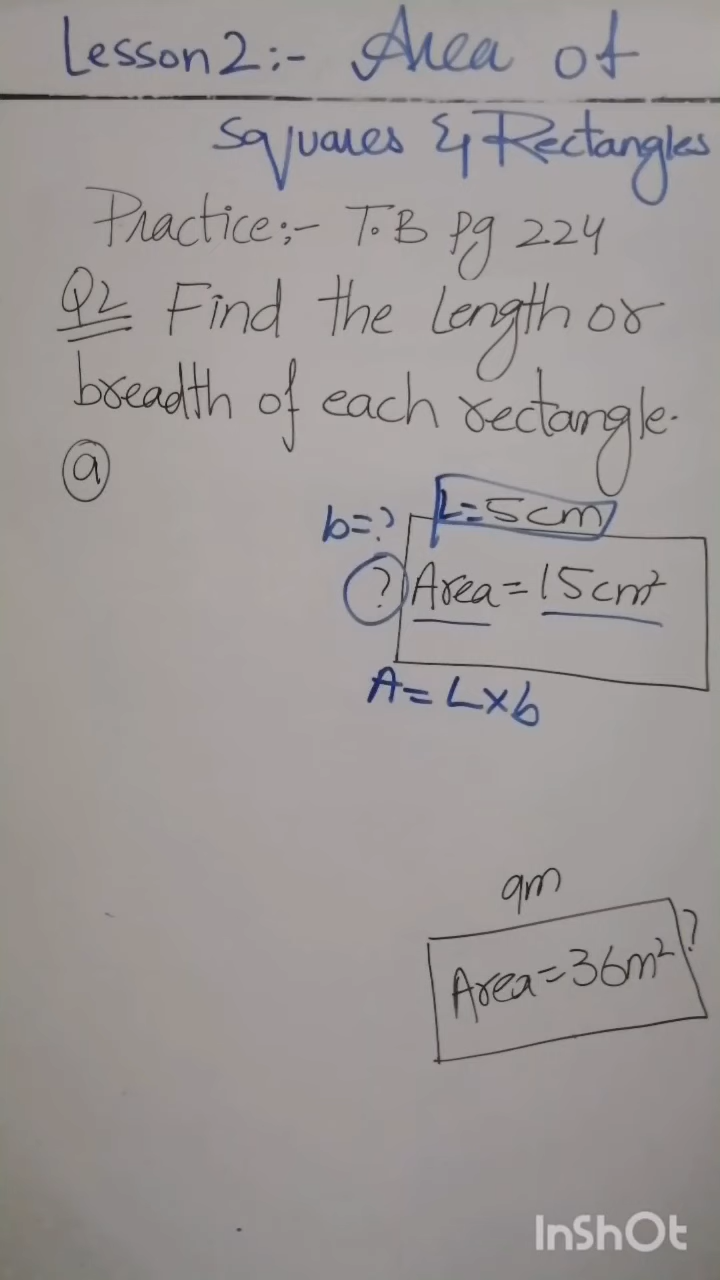 Lesson 2:- Area of
squares & Rectangles
Practice:- T.B Pg 224
Q2 Find the length or
breadth of each rectangle.
a
b=? L=5cm
? Area = 15cm²
A = L×b
9m
Area = 36m² ?
InShOt